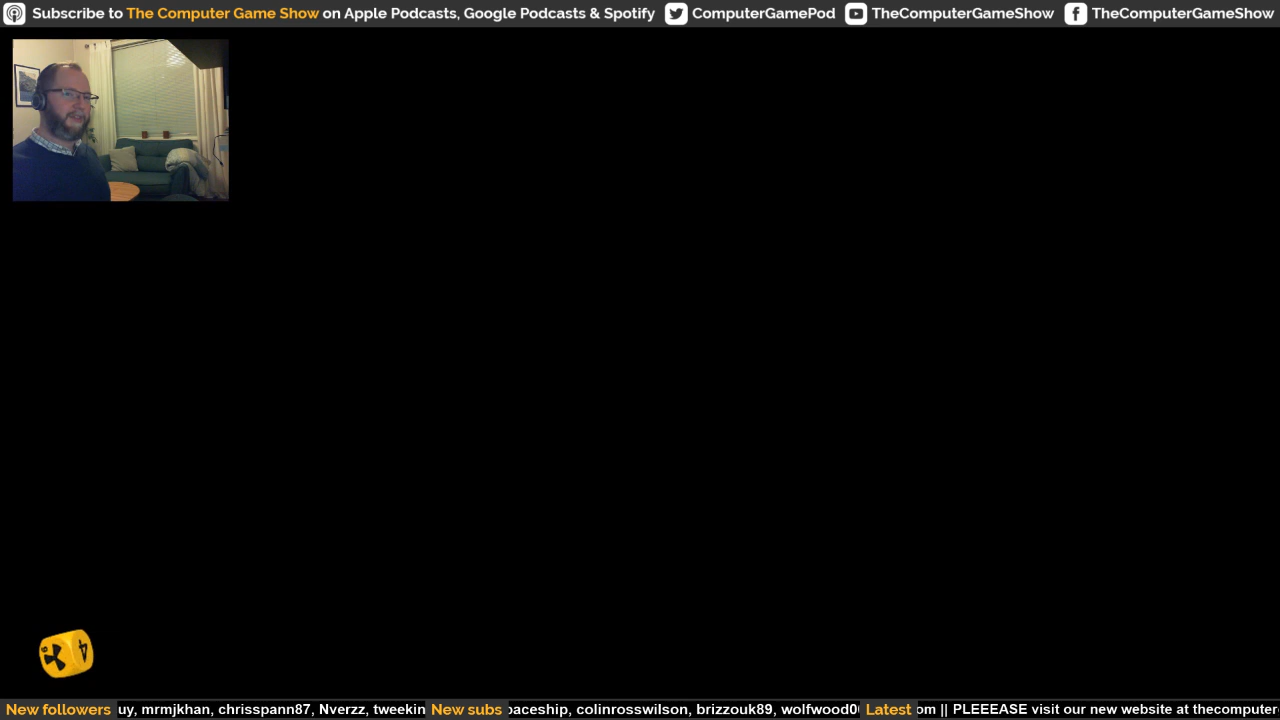 Subscribe to The Computer Game Show on Apple Podcasts, Google Podcasts & Spotify ComputerGamePod TheComputerGameShow TheComputerGameShow
4
New followers uy, mrmjkhan, chrisspann87, Nverzz, tweekin New subs paceship, colinrosswilson, brizzouk89, wolfwood0 Latest om || PLEEEASE visit our new website at thecomputer